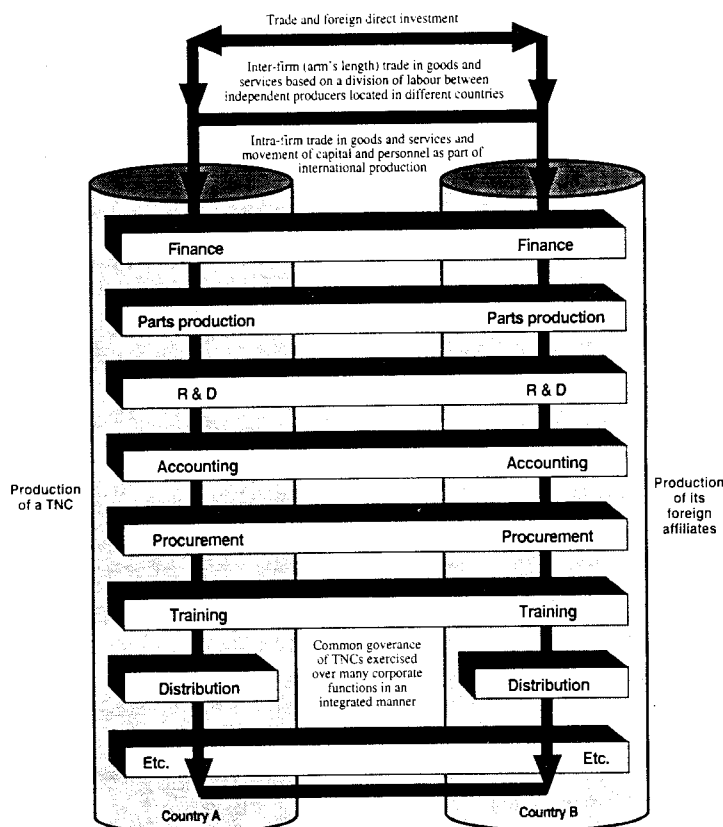 Trade and foreign direct investment
Inter-firm (arm's length) trade in goods and
services based on a division of labour between
independent producers located in different countries
Intra-firm trade in goods and services and
movement of capital and personnel as part of
international production
Finance
Finance
Parts production
Parts production
R & D
R & D
Accounting
Accounting
Production
of a TNC
Production
of its
foreign
affiliates
Procurement
Procurement
Training
Training
Common goverance
of TNCs exercised
over many corporate
functions in an
integrated manner
Distribution
Distribution
Etc.
Etc.
Country A
Country B